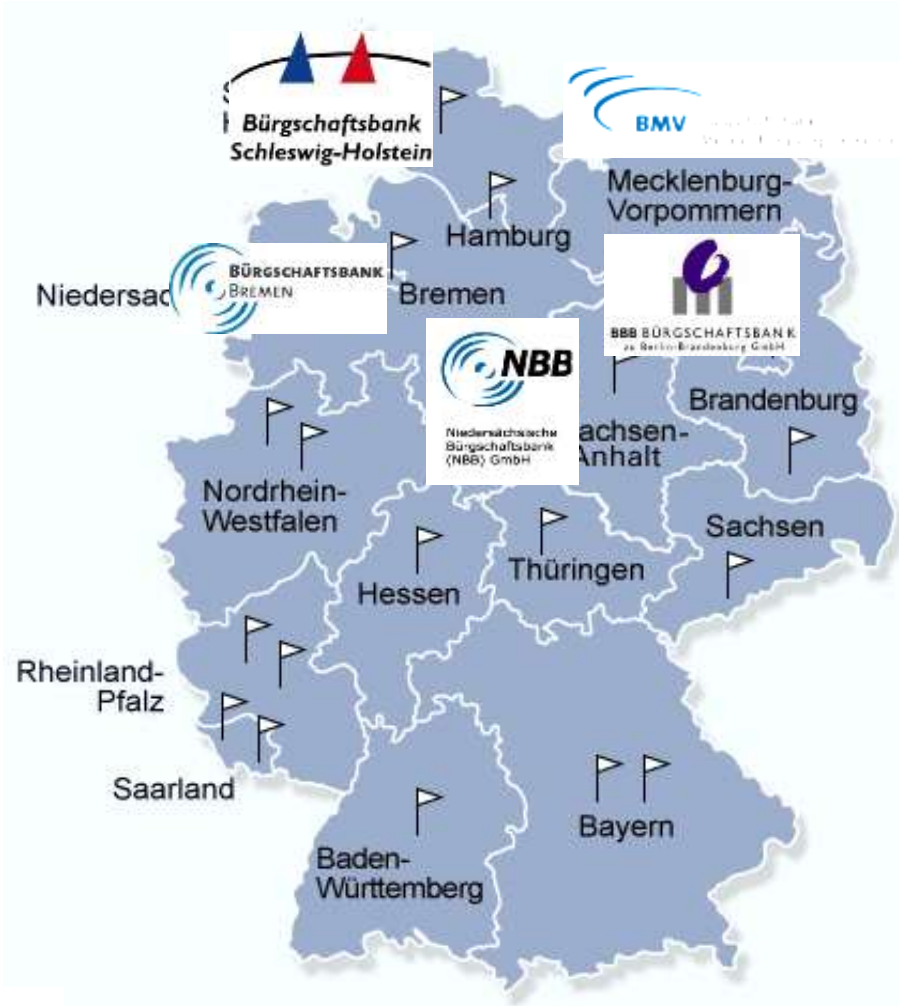 Bürgschaftsbank
Schleswig-Holstein
BMV
Mecklenburg-
Vorpommern
Hamburg
BÜRGSCHAFTSBANK
BREMEN
Niedersac
Bremen
BBB BÜRGSCHAFTSBANK
zu Berlin-Brandenburg GmbH
NBB
Niedersächsische
Bürgschaftsbank
(NBB) GmbH
Brandenburg
achsen-
Anhalt
Nordrhein-
Westfalen
Sachsen
Thüringen
Hessen
Rheinland-
Pfalz
Saarland
Bayern
Baden-
Württemberg